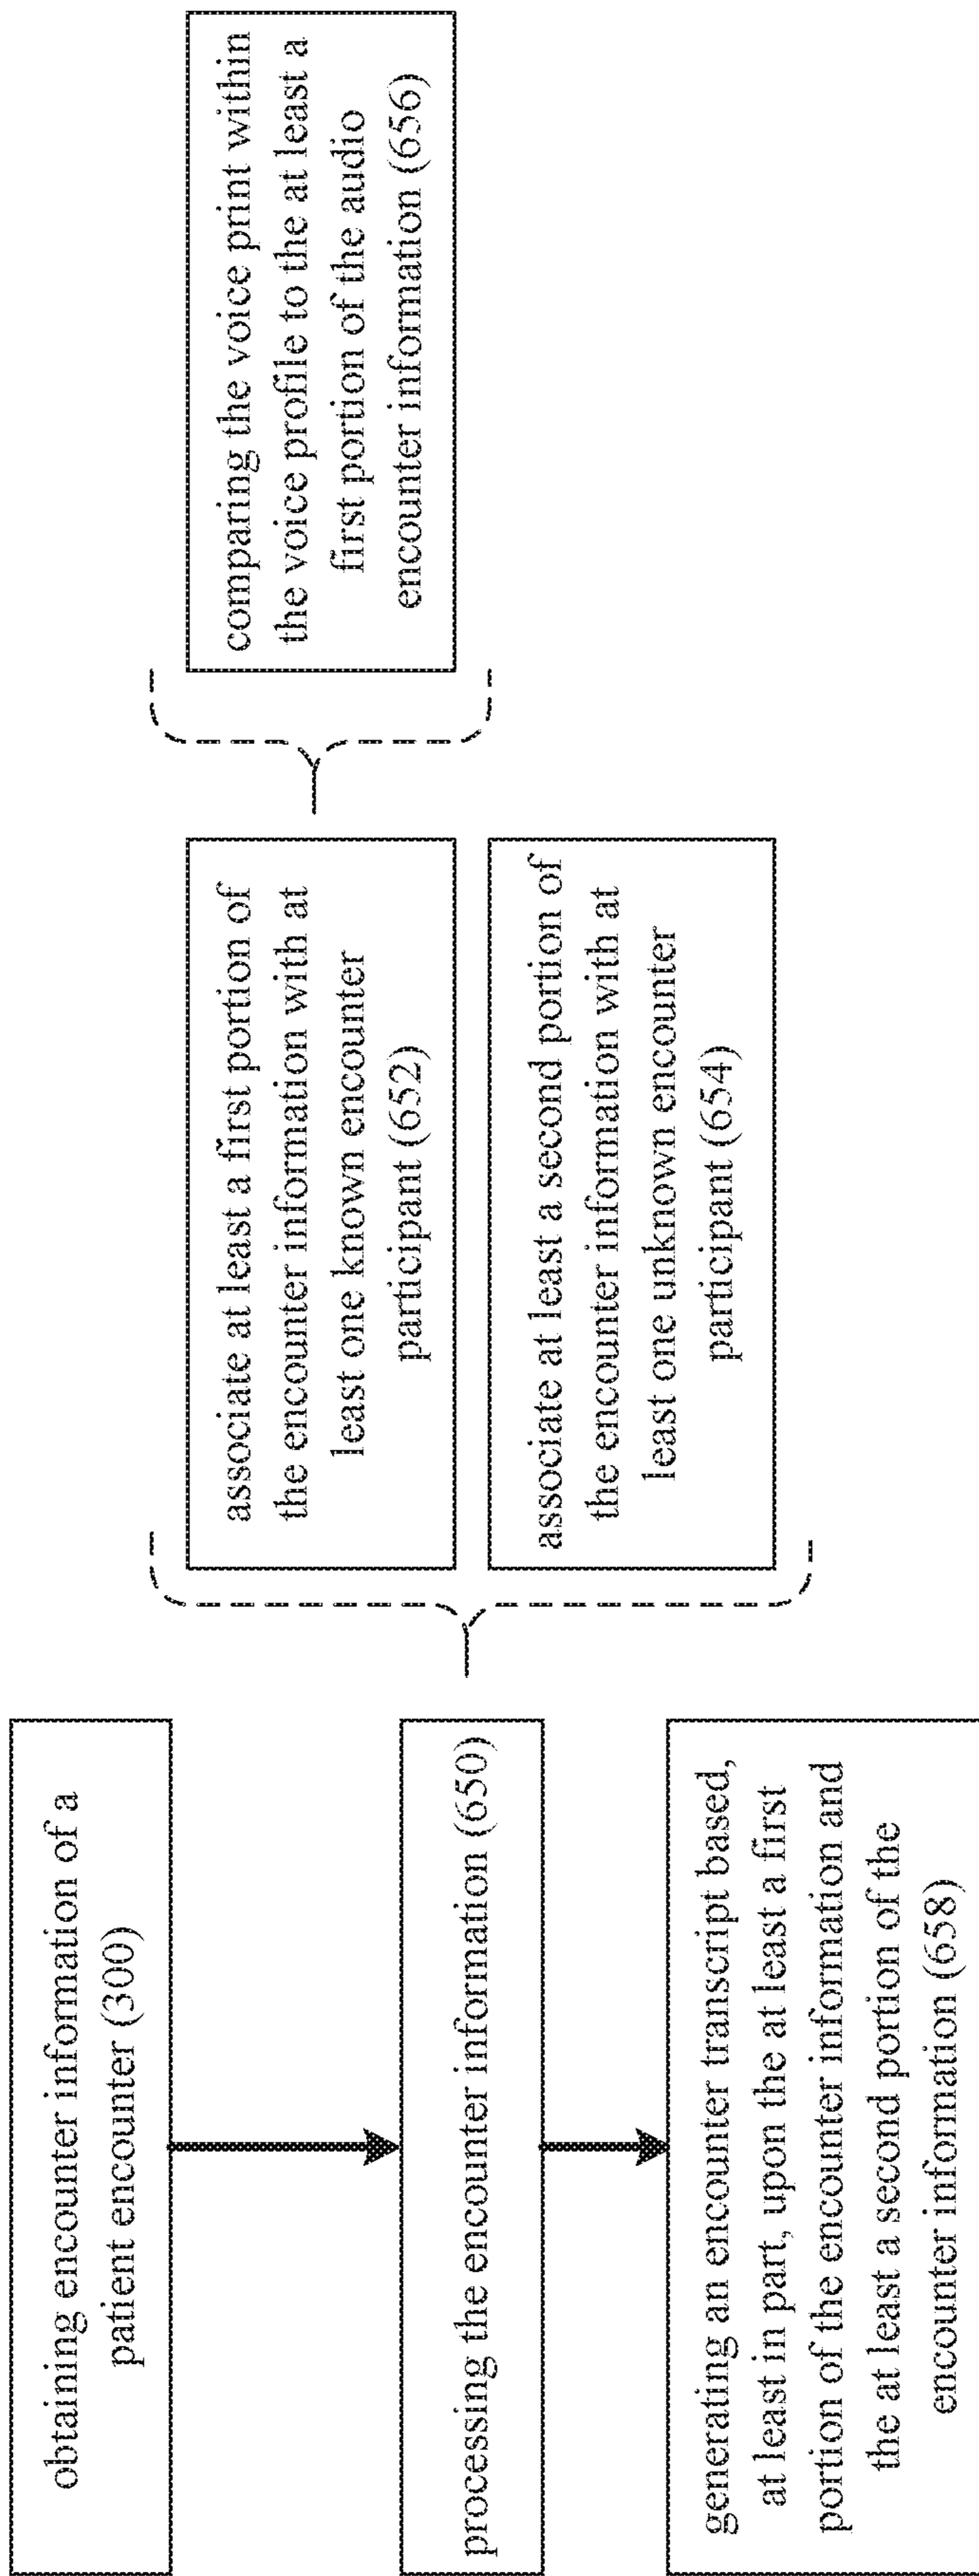 obtaining encounter information of a
patient encounter (300)
processing the encounter information (650)
generating an encounter transcript based,
at least in part, upon the at least a first
portion of the encounter information and
the at least a second portion of the
encounter information (658)
associate at least a first portion of
the encounter information with at
least one known encounter
participant (652)
associate at least a second portion of
the encounter information with at
least one unknown encounter
participant (654)
comparing the voice print within
the voice profile to the at least a
first portion of the audio
encounter information (656)